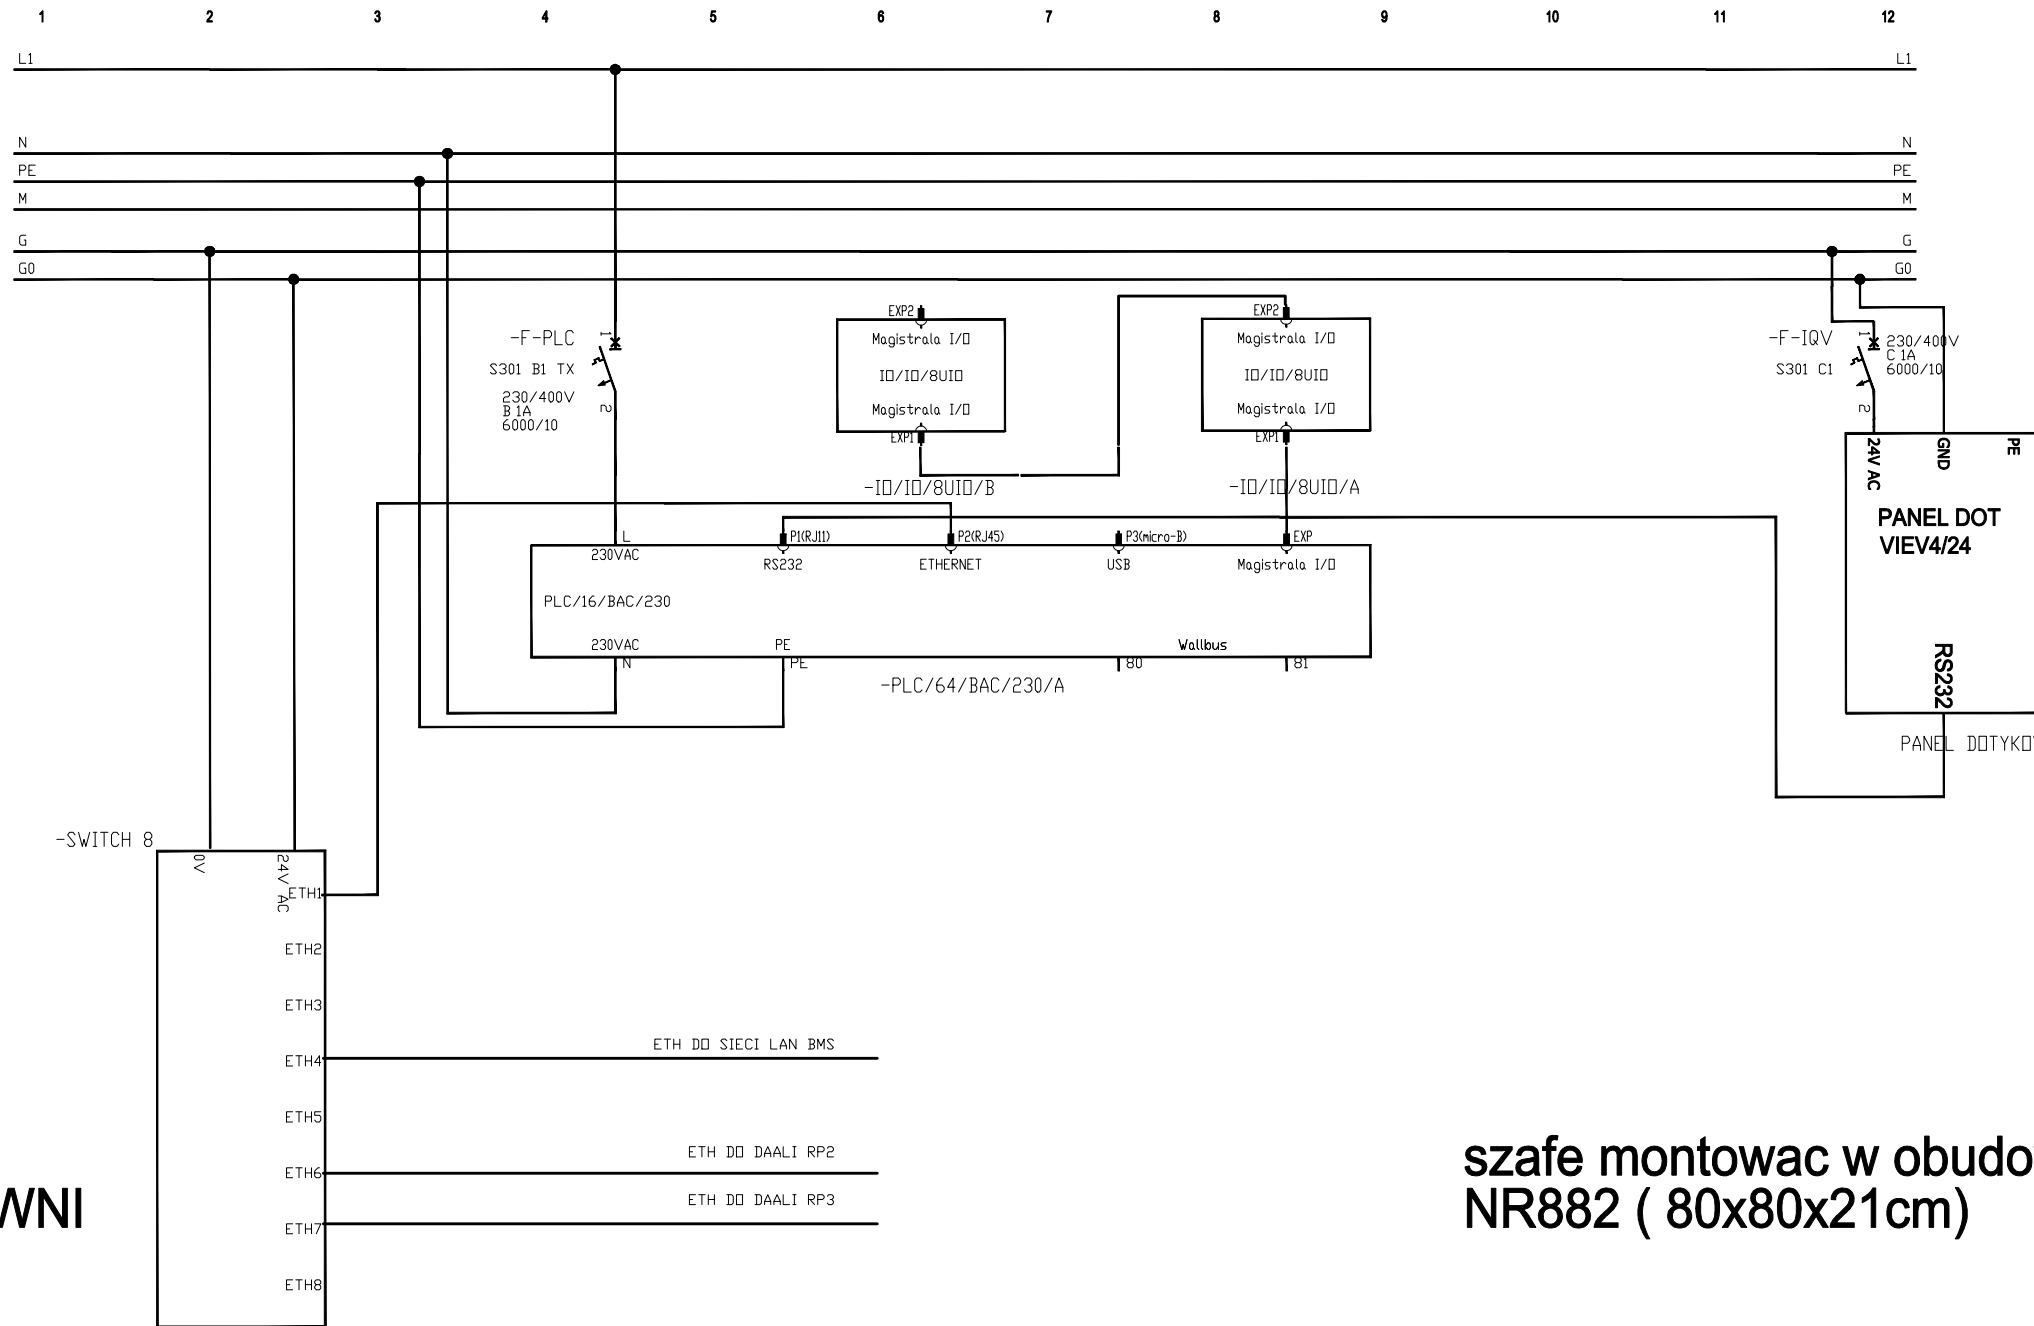 1 2 3 4 5 6 7 8 9 10 11 12
L1 L1
N N
PE PE
M M
G G
G0 G0
-F-PLC
S301 B1 TX
230/400V
B 1A
6000/10
1
2
EXP2
Magistrala I/O
IO/IO/8UIO
Magistrala I/O
EXP1
-IO/IO/8UIO/B
EXP2
Magistrala I/O
IO/IO/8UIO
Magistrala I/O
EXP1
-IO/IO/8UIO/A
-F-IQV
S301 C1
1
2
230/400V
C 1A
6000/10
24V AC
GND
PE
PANEL DOT
VIEV4/24
RS232
PANEL DOTYKO
L P1(RJ11) P2(RJ45) P3(micro-B) EXP
230VAC RS232 ETHERNET USB Magistrala I/O
PLC/16/BAC/230
230VAC PE Wallbus
N PE 80 81
-PLC/64/BAC/230/A
-SWITCH 8
0V
24V AC
ETH1
ETH2
ETH3
ETH DO SIECI LAN BMS
ETH4
ETH5
ETH DO DAALI RP2
ETH6
ETH DO DAALI RP3
ETH7
ETH8
WNI
szafe montowac w obudo
NR882 ( 80x80x21cm)